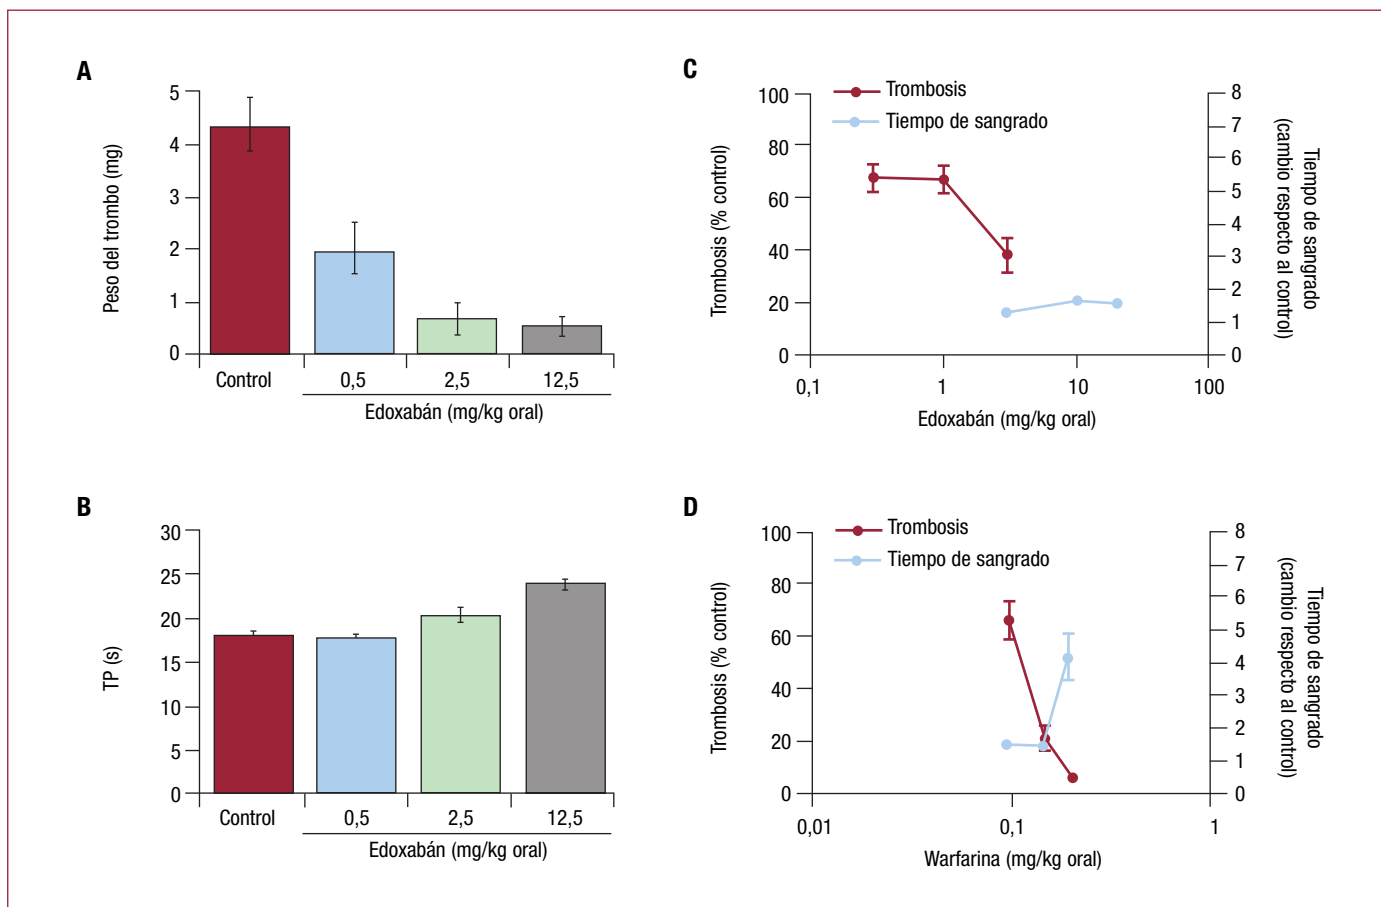 A
5
4
3
2
1
0
Peso del trombo (mg)
Control
0,5
2,5
12,5
Edoxabán (mg/kg oral)
B
30
25
20
15
10
5
0
TP (s)
Control
0,5
2,5
12,5
Edoxabán (mg/kg oral)
C
Trombosis
Tiempo de sangrado
100
80
60
40
20
0
Trombosis (% control)
8
7
6
5
4
3
2
1
0
Tiempo de sangrado
(cambio respecto al control)
0,1
1
10
100
Edoxabán (mg/kg oral)
D
Trombosis
Tiempo de sangrado
100
80
60
40
20
0
Trombosis (% control)
8
7
6
5
4
3
2
1
0
Tiempo de sangrado
(cambio respecto al control)
0,01
0,1
1
Warfarina (mg/kg oral)